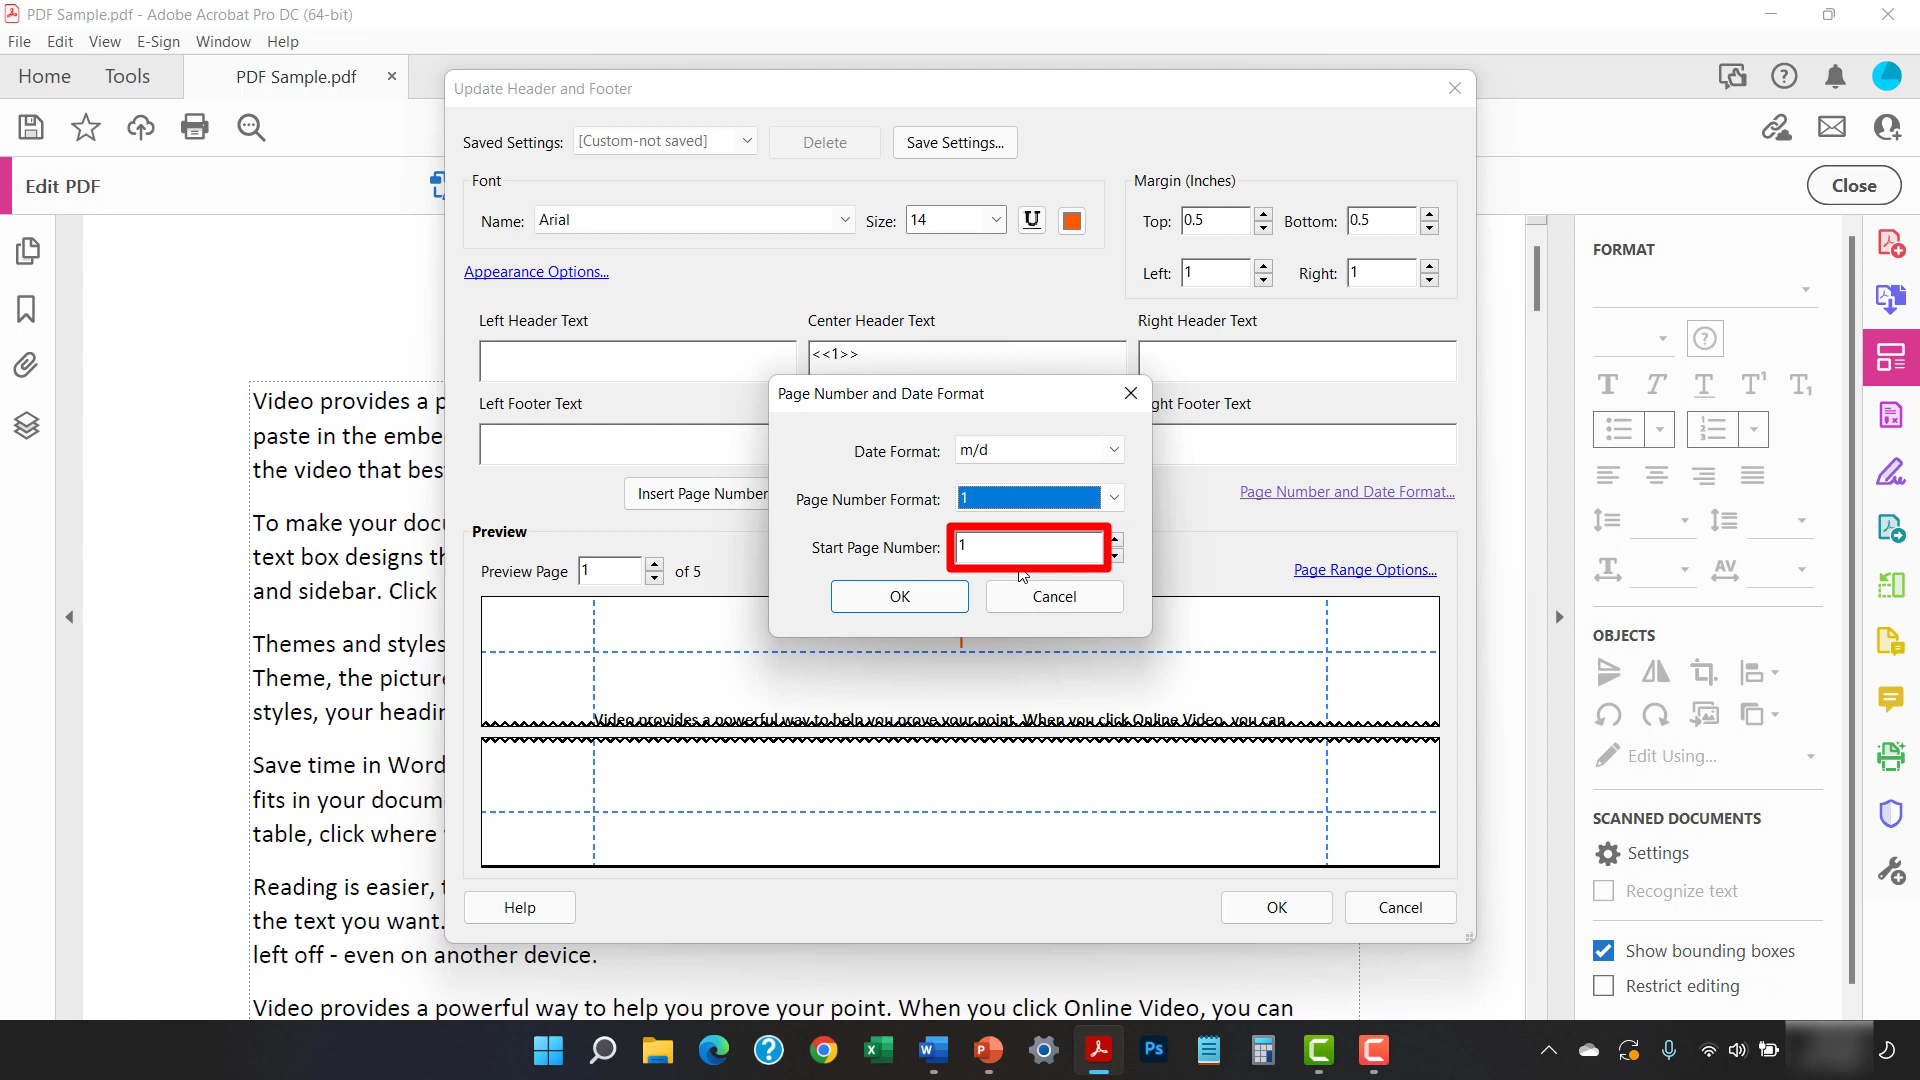 PDF Sample.pdf - Adobe Acrobat Pro DC (64-bit)
File Edit View E-Sign Window Help
Home Tools PDF Sample.pdf
Edit PDF
Close
Update Header and Footer
Saved Settings: [Custom-not saved] Delete Save Settings...
Font
Name: Arial Size: 14 U
Margin (Inches)
Top: 0.5 Bottom: 0.5
Left: 1 Right: 1
Appearance Options...
Left Header Text Center Header Text Right Header Text
<<1>>
Left Footer Text ght Footer Text
Insert Page Number
Page Number and Date Format...
Page Number and Date Format
Date Format: m/d
Page Number Format: 1
Start Page Number: 1
OK Cancel
Preview
Preview Page 1 of 5
Page Range Options...
Video provides a powerful way to help you prove your point. When you click Online Video, you can
Help OK Cancel
Video provides a p
paste in the embe
the video that bes
To make your docu
text box designs th
and sidebar. Click
Themes and styles
Theme, the picture
styles, your headin
Save time in Word
fits in your docum
table, click where
Reading is easier, t
the text you want.
left off - even on another device.
Video provides a powerful way to help you prove your point. When you click Online Video, you can
FORMAT
T T T T1 T1
T AV
OBJECTS
Edit Using...
SCANNED DOCUMENTS
Settings
Recognize text
Show bounding boxes
Restrict editing
Ps